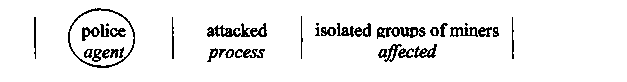 police attacked isolated groups of miners
agent process affected